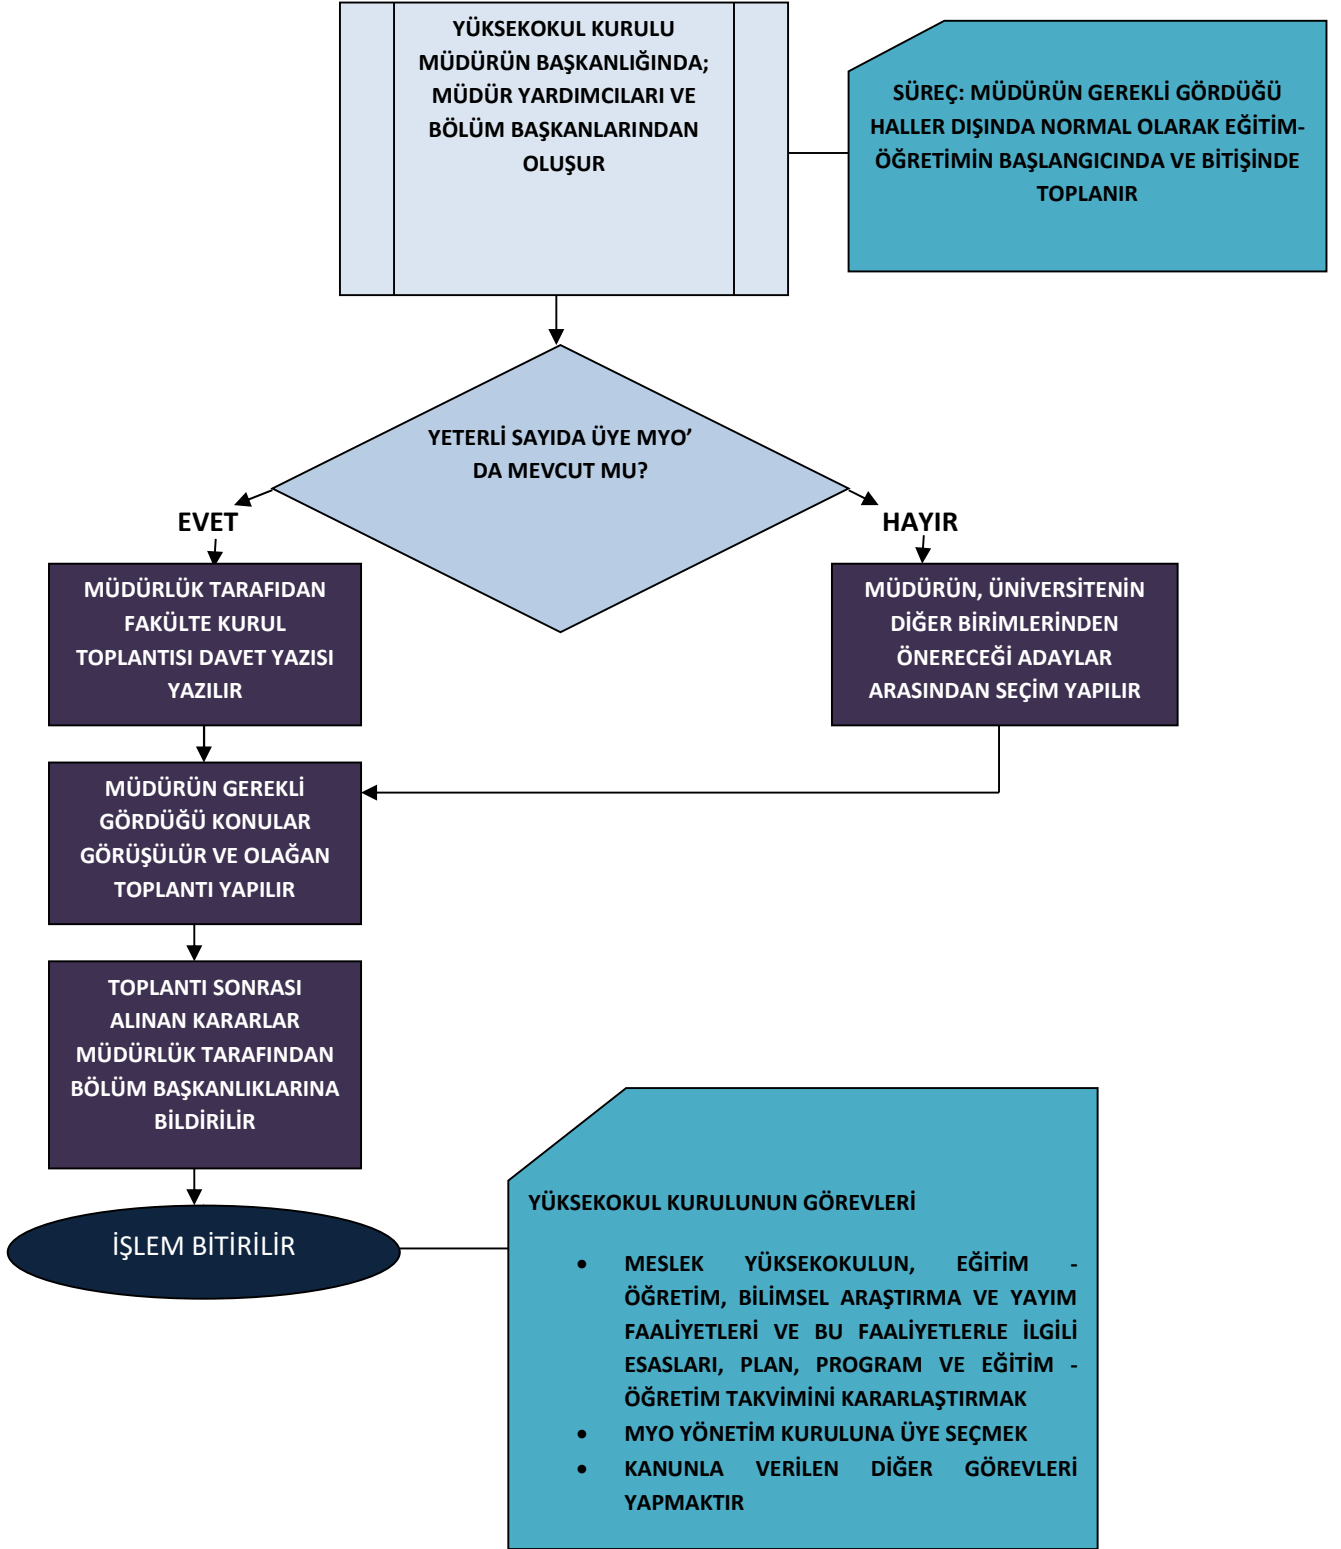 YÜKSEKOKUL KURULU
MÜDÜRÜN BAŞKANLIĞINDA;
MÜDÜR YARDIMCILARI VE
BÖLÜM BAŞKANLARINDAN
OLUŞUR
SÜREÇ: MÜDÜRÜN GEREKLİ GÖRDÜĞÜ
HALLER DIŞINDA NORMAL OLARAK EĞİTİM-
ÖĞRETİMİN BAŞLANGICINDA VE BİTİŞİNDE
TOPLANIR
YETERLİ SAYIDA ÜYE MYO’
DA MEVCUT MU?
EVET
HAYIR
MÜDÜRLÜK TARAFIDAN
FAKÜLTE KURUL
TOPLANTISI DAVET YAZISI
YAZILIR
MÜDÜRÜN, ÜNİVERSİTENİN
DİĞER BİRİMLERİNDEN
ÖNERECEĞİ ADAYLAR
ARASINDAN SEÇİM YAPILIR
MÜDÜRÜN GEREKLİ
GÖRDÜĞÜ KONULAR
GÖRÜŞÜLÜR VE OLAĞAN
TOPLANTI YAPILIR
TOPLANTI SONRASI
ALINAN KARARLAR
MÜDÜRLÜK TARAFINDAN
BÖLÜM BAŞKANLIKLARINA
BİLDİRİLİR
İŞLEM BİTİRİLİR
YÜKSEKOKUL KURULUNUN GÖREVLERİ
• MESLEK YÜKSEKOKULUN, EĞİTİM -
ÖĞRETİM, BİLİMSEL ARAŞTIRMA VE YAYIM
FAALİYETLERİ VE BU FAALİYETLERLE İLGİLİ
ESASLARI, PLAN, PROGRAM VE EĞİTİM -
ÖĞRETİM TAKVİMİNİ KARARLAŞTIRMAK
• MYO YÖNETİM KURULUNA ÜYE SEÇMEK
• KANUNLA VERİLEN DİĞER GÖREVLERİ
YAPMAKTIR